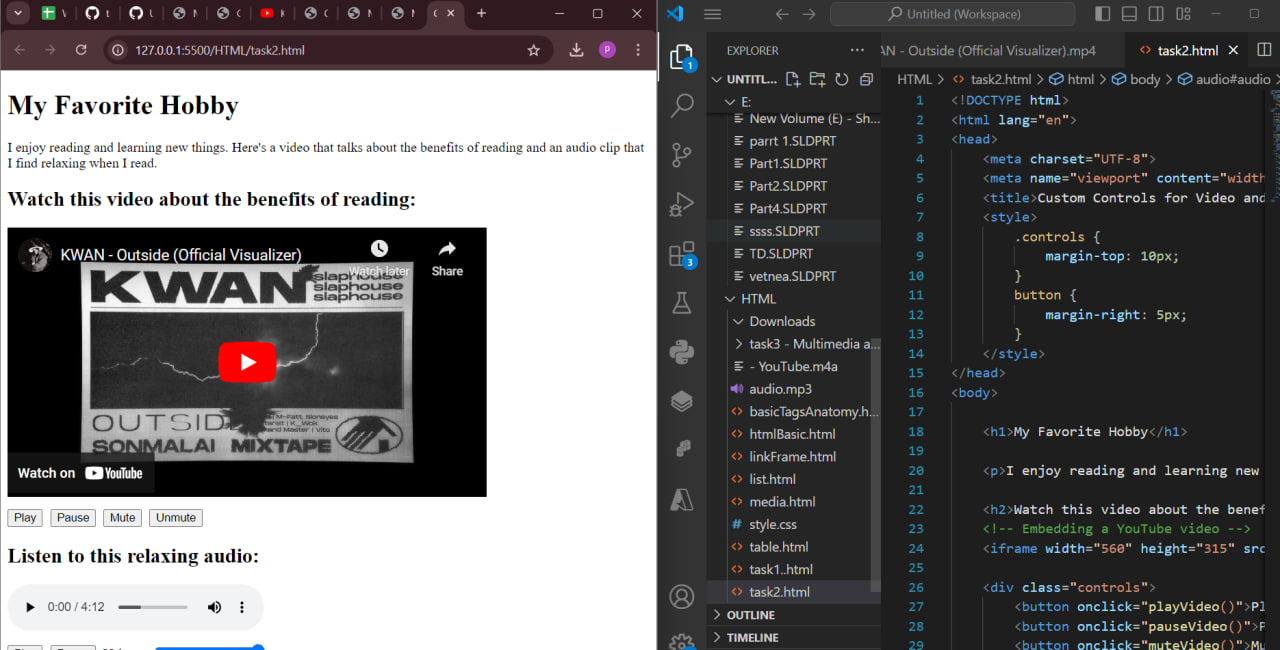 127.0.0.1:5500/HTML/task2.html
My Favorite Hobby
I enjoy reading and learning new things. Here's a video that talks about the benefits of reading and an audio clip that
I find relaxing when I read.
Watch this video about the benefits of reading:
KWAN - Outside (Official Visualizer)
Watch later
Share
KWAN
slaphouse
slaphouse
slaphouse
OUTSIDE
SONMALAI MIXTAPE
Watch on YouTube
Play Pause Mute Unmute
Listen to this relaxing audio:
0:00 / 4:12
Untitled (Workspace)
EXPLORER
UNTITL...
E:
New Volume (E) - Sh...
parrt 1.SLDPRT
Part1.SLDPRT
Part2.SLDPRT
Part4.SLDPRT
ssss.SLDPRT
TD.SLDPRT
vetnea.SLDPRT
HTML
Downloads
task3 - Multimedia a...
- YouTube.m4a
audio.mp3
basicTagsAnatomy.h...
htmlBasic.html
linkFrame.html
list.html
media.html
style.css
table.html
task1..html
task2.html
OUTLINE
TIMELINE
1
3
AN - Outside (Official Visualizer).mp4
task2.html
HTML > task2.html > html > body > audio#audio
1 <!DOCTYPE html>
2 <html lang="en">
3 <head>
4 <meta charset="UTF-8">
5 <meta name="viewport" content="width
6 <title>Custom Controls for Video and
7 <style>
8 .controls {
9 margin-top: 10px;
10 }
11 button {
12 margin-right: 5px;
13 }
14 </style>
15 </head>
16 <body>
17
18 <h1>My Favorite Hobby</h1>
19
20 <p>I enjoy reading and learning new
21
22 <h2>Watch this video about the benef
23 <!-- Embedding a YouTube video -->
24 <iframe width="560" height="315" src
25
26 <div class="controls">
27 <button onclick="playVideo()">Pl
28 <button onclick="pauseVideo()">P
29 <button onclick="muteVideo()">Mu